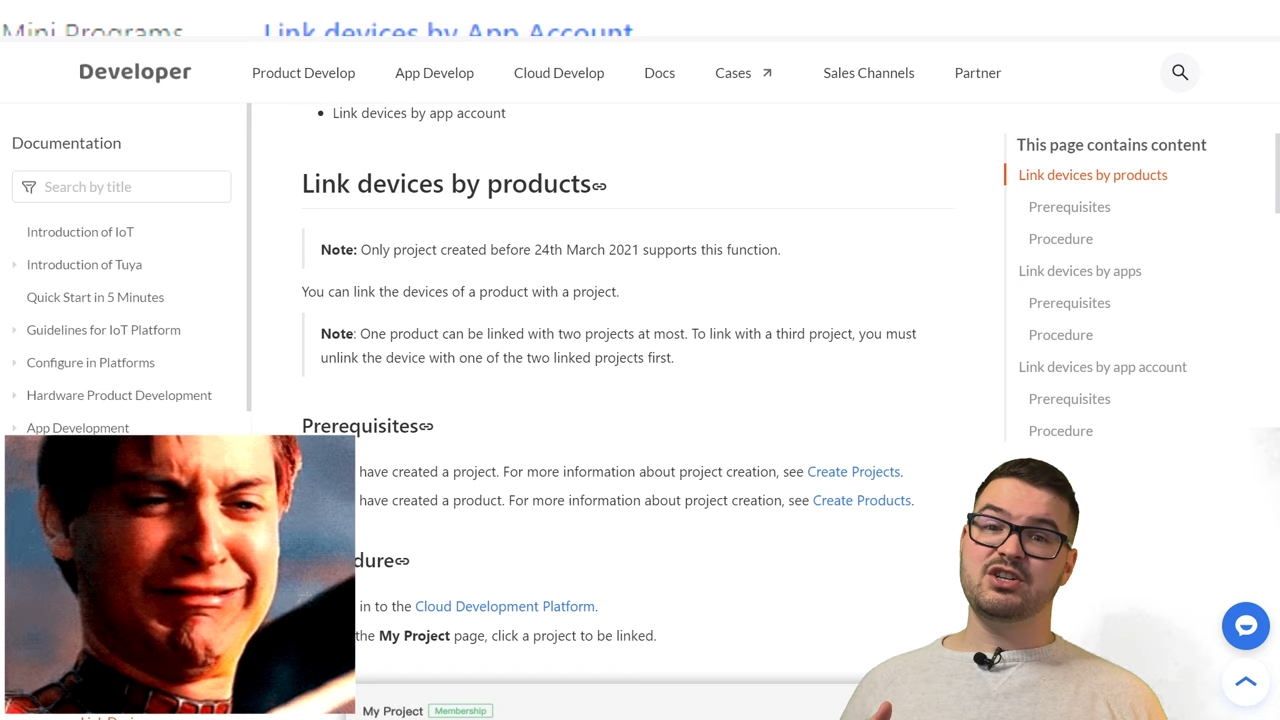 Mini Programs
Link devices by App Account
Developer
Product Develop
App Develop
Cloud Develop
Docs
Cases
Sales Channels
Partner
Documentation
Search by title
Introduction of IoT
Introduction of Tuya
Quick Start in 5 Minutes
Guidelines for IoT Platform
Configure in Platforms
Hardware Product Development
App Development
Link devices by app account
Link devices by products
Note: Only project created before 24th March 2021 supports this function.
You can link the devices of a product with a project.
Note: One product can be linked with two projects at most. To link with a third project, you must
unlink the device with one of the two linked projects first.
Prerequisites
have created a project. For more information about project creation, see Create Projects.
have created a product. For more information about project creation, see Create Products.
dure
in to the Cloud Development Platform.
the My Project page, click a project to be linked.
My Project Membership
This page contains content
Link devices by products
Prerequisites
Procedure
Link devices by apps
Prerequisites
Procedure
Link devices by app account
Prerequisites
Procedure